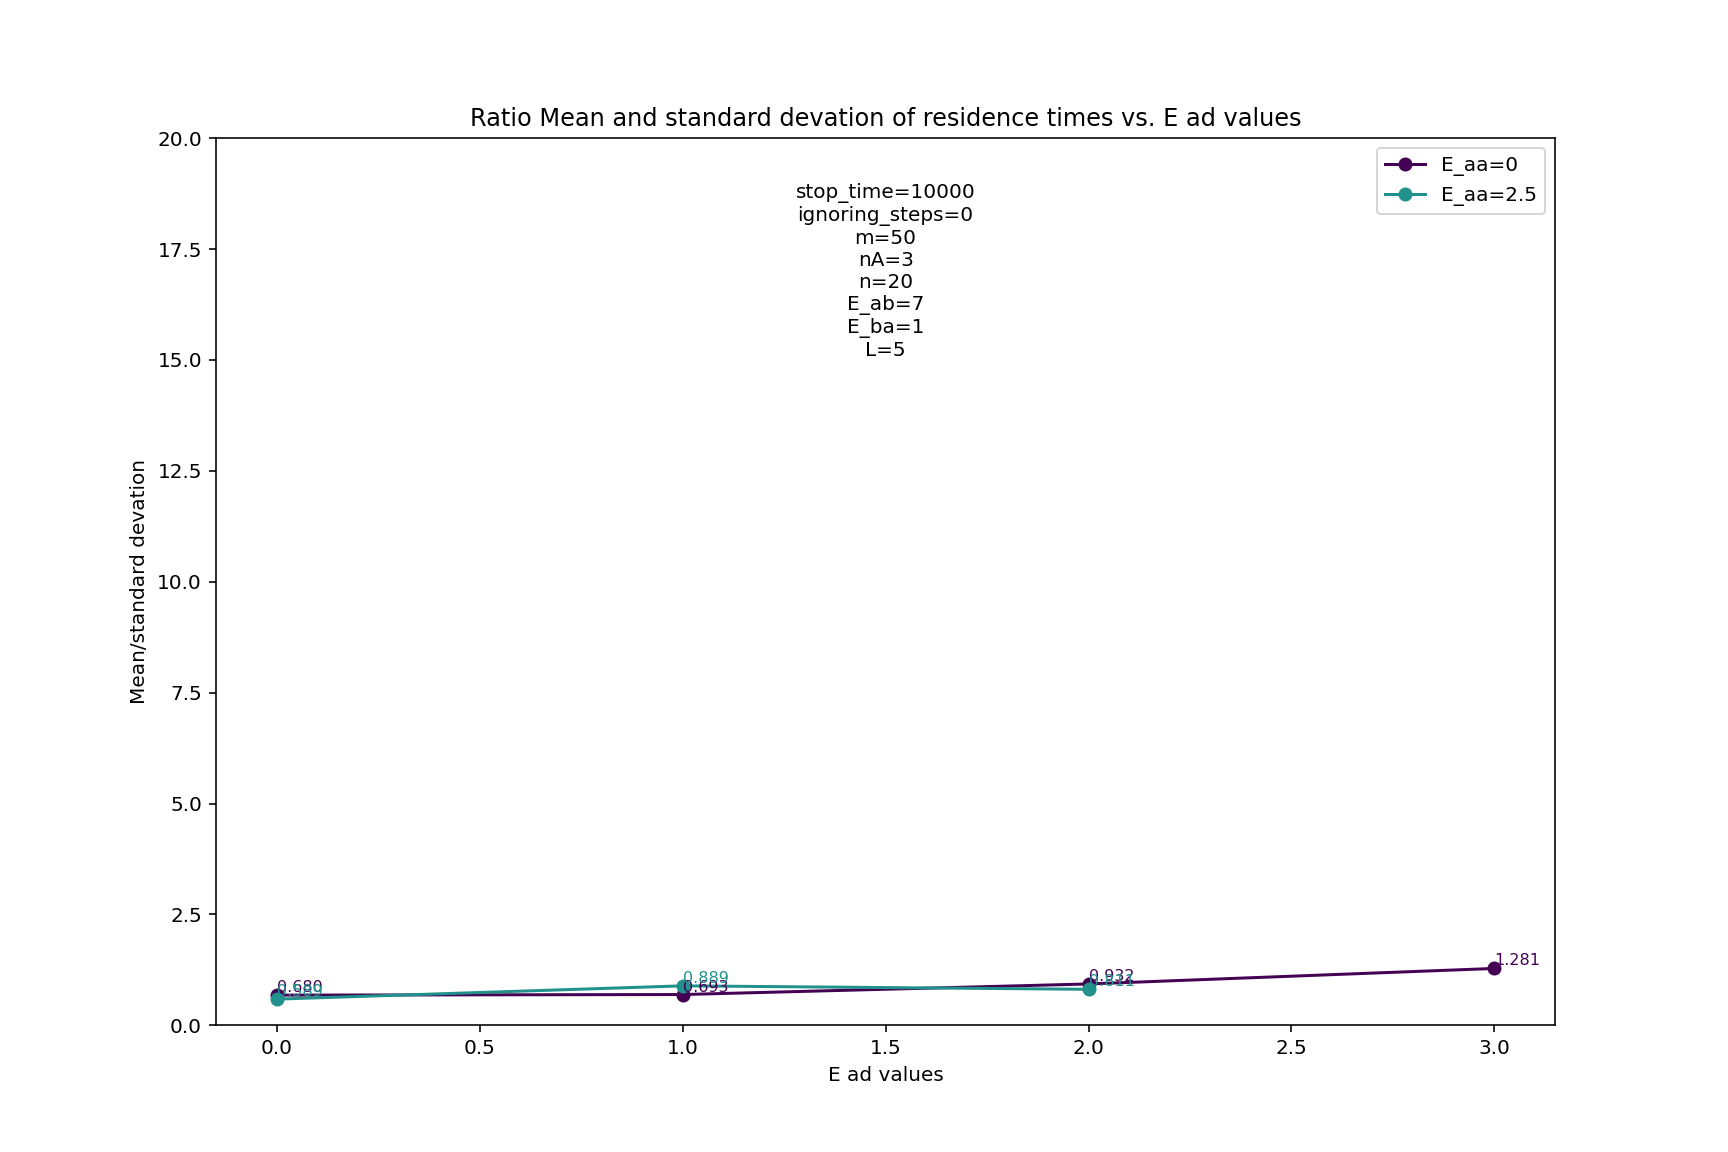 Ratio Mean and standard devation of residence times vs. E ad values
E_aa=0
E_aa=2.5
stop_time=10000
ignoring_steps=0
m=50
nA=3
n=20
E_ab=7
E_ba=1
L=5
Mean/standard devation
20.0
17.5
15.0
12.5
10.0
7.5
5.0
2.5
0.0
0.680
0.889
0.693
0.932
0.811
1.281
0.0
0.5
1.0
1.5
2.0
2.5
3.0
E ad values